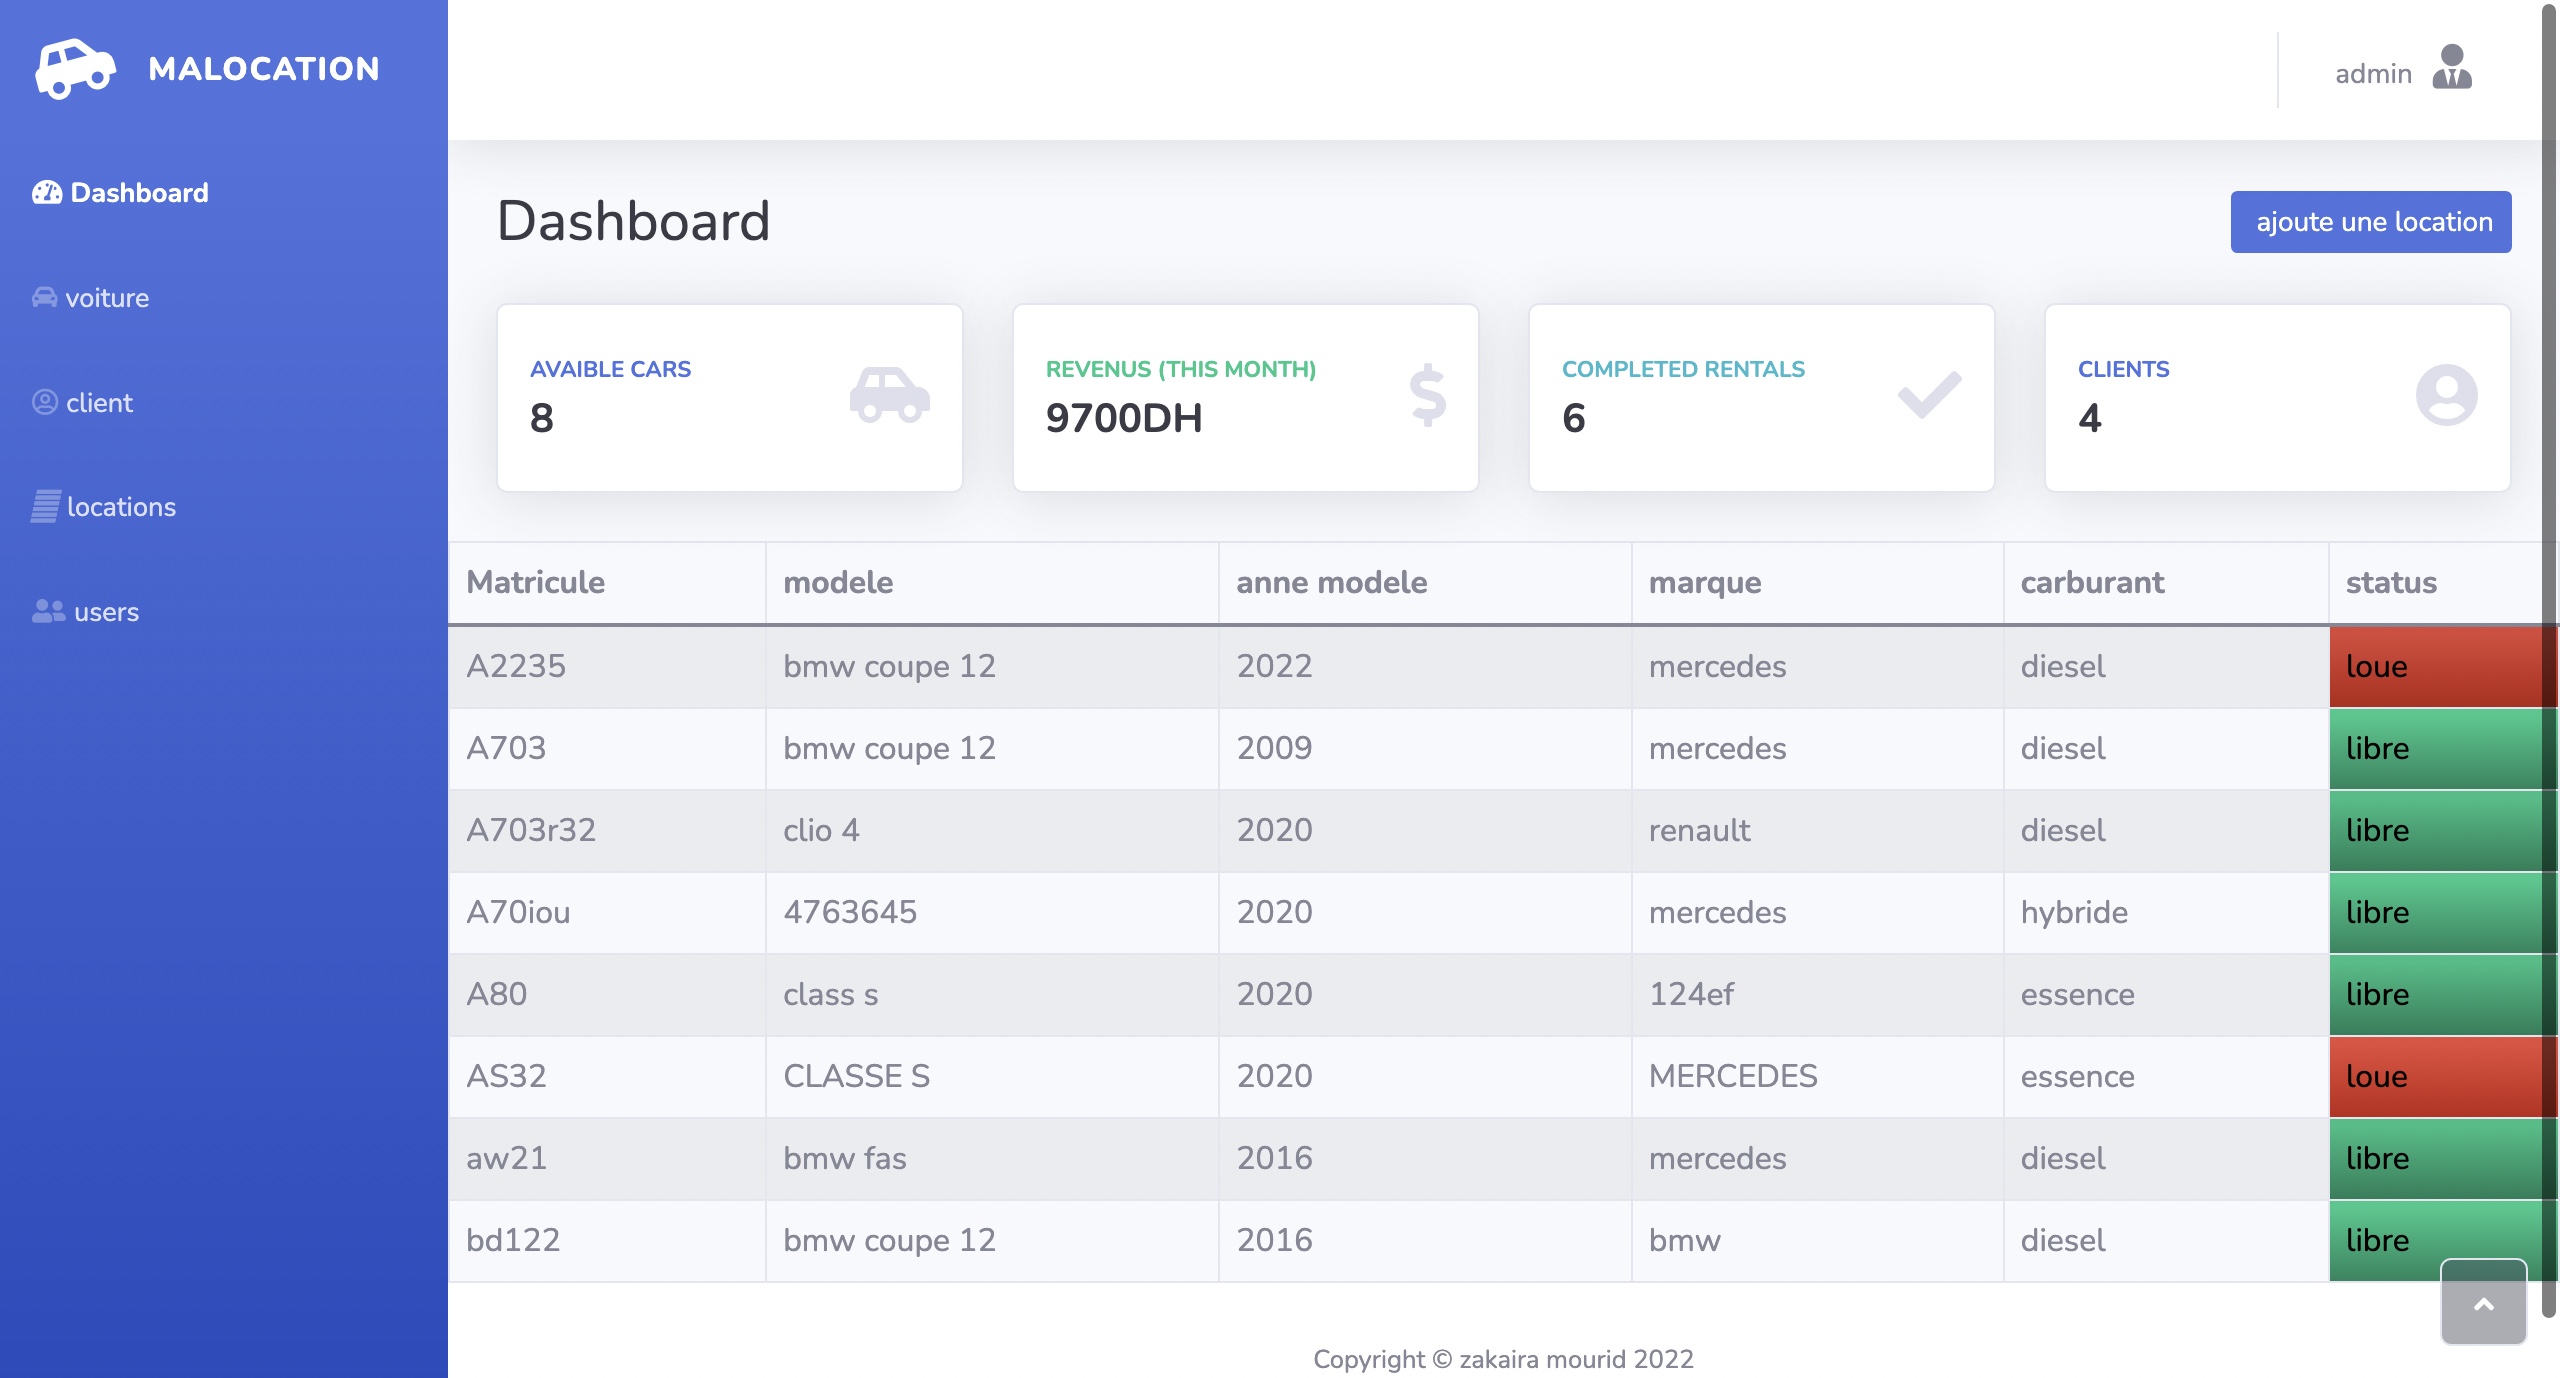 MALOCATION
admin
Dashboard
voiture
client
locations
users
Dashboard
ajoute une location
AVAIBLE CARS
8
REVENUS (THIS MONTH)
9700DH
COMPLETED RENTALS
6
CLIENTS
4
Matricule modele anne modele marque carburant status
A2235 bmw coupe 12 2022 mercedes diesel loue
A703 bmw coupe 12 2009 mercedes diesel libre
A703r32 clio 4 2020 renault diesel libre
A70iou 4763645 2020 mercedes hybride libre
A80 class s 2020 124ef essence libre
AS32 CLASSE S 2020 MERCEDES essence loue
aw21 bmw fas 2016 mercedes diesel libre
bd122 bmw coupe 12 2016 bmw diesel libre
Copyright © zakaira mourid 2022